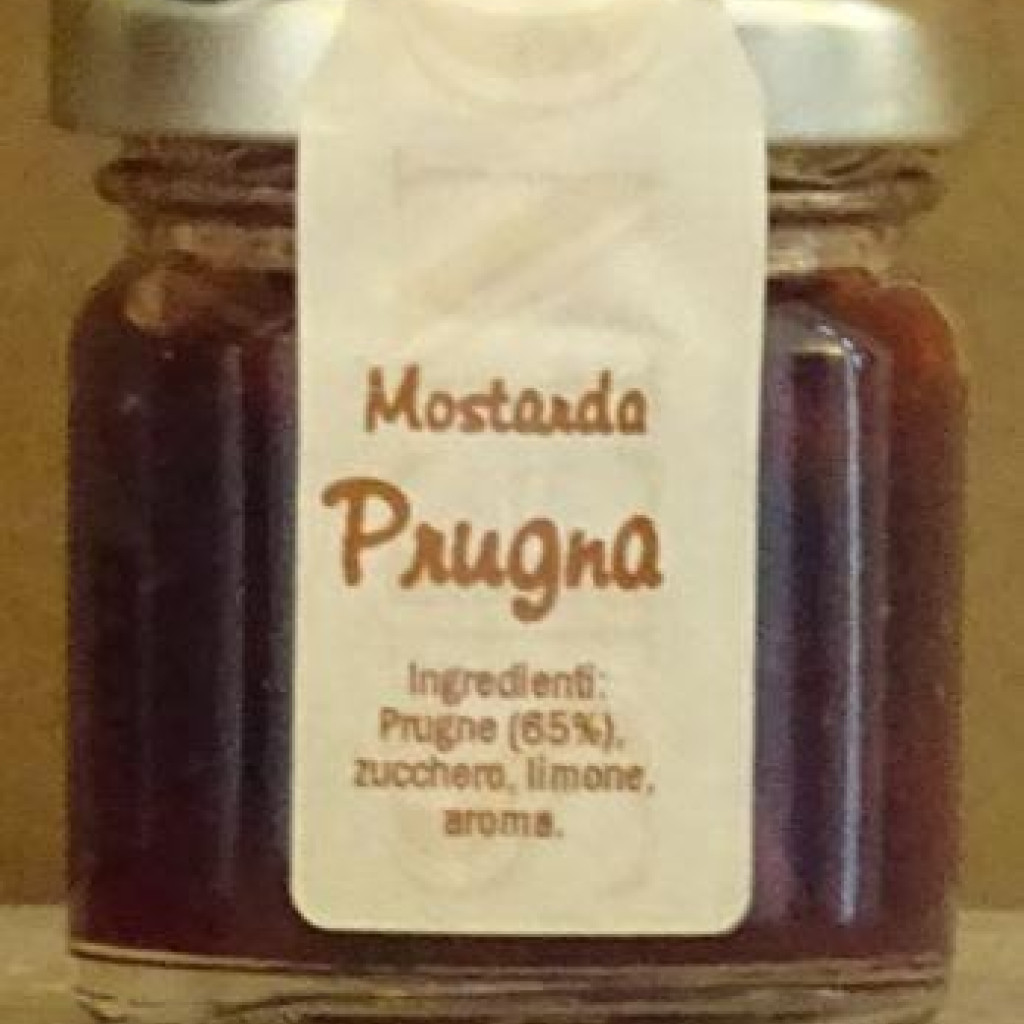 Mostarda
Prugna
Ingredienti:
Prugne (65%),
zucchero, limone,
aroma.